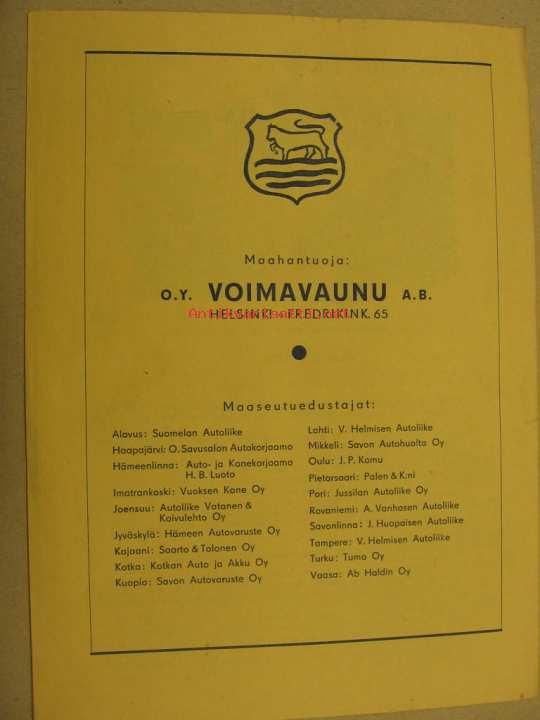 Maahantuoja:
O.Y. VOIMAVAUNU A.B.
HELSINKI FREDRIKINK. 65
Maaseutuedustajat:
Alavus: Suomelan Autoliike
Haapajärvi: O. Savusalon Autokorjaamo
Hämeenlinna: Auto- ja Konekorjaamo
H. B. Luoto
Imatrankoski: Vuoksen Kone Oy
Joensuu: Autoliike Vatanen &
Koivulehto Oy
Jyväskylä: Hämeen Autovaruste Oy
Kajaani: Saarto & Tolonen Oy
Kotka: Kotkan Auto ja Akku Oy
Kuopio: Savon Autovaruste Oy
Lahti: V. Helmisen Autoliike
Mikkeli: Savon Autohuolto Oy
Oulu: J. P. Komu
Pietarsaari: Palen & K:ni
Pori: Jussilan Autoliike Oy
Rovaniemi: A. Vanhasen Autoliike
Savonlinna: J. Huopaisen Autoliike
Tampere: V. Helmisen Autoliike
Turku: Tumo Oy
Vaasa: Ab Haldin Oy